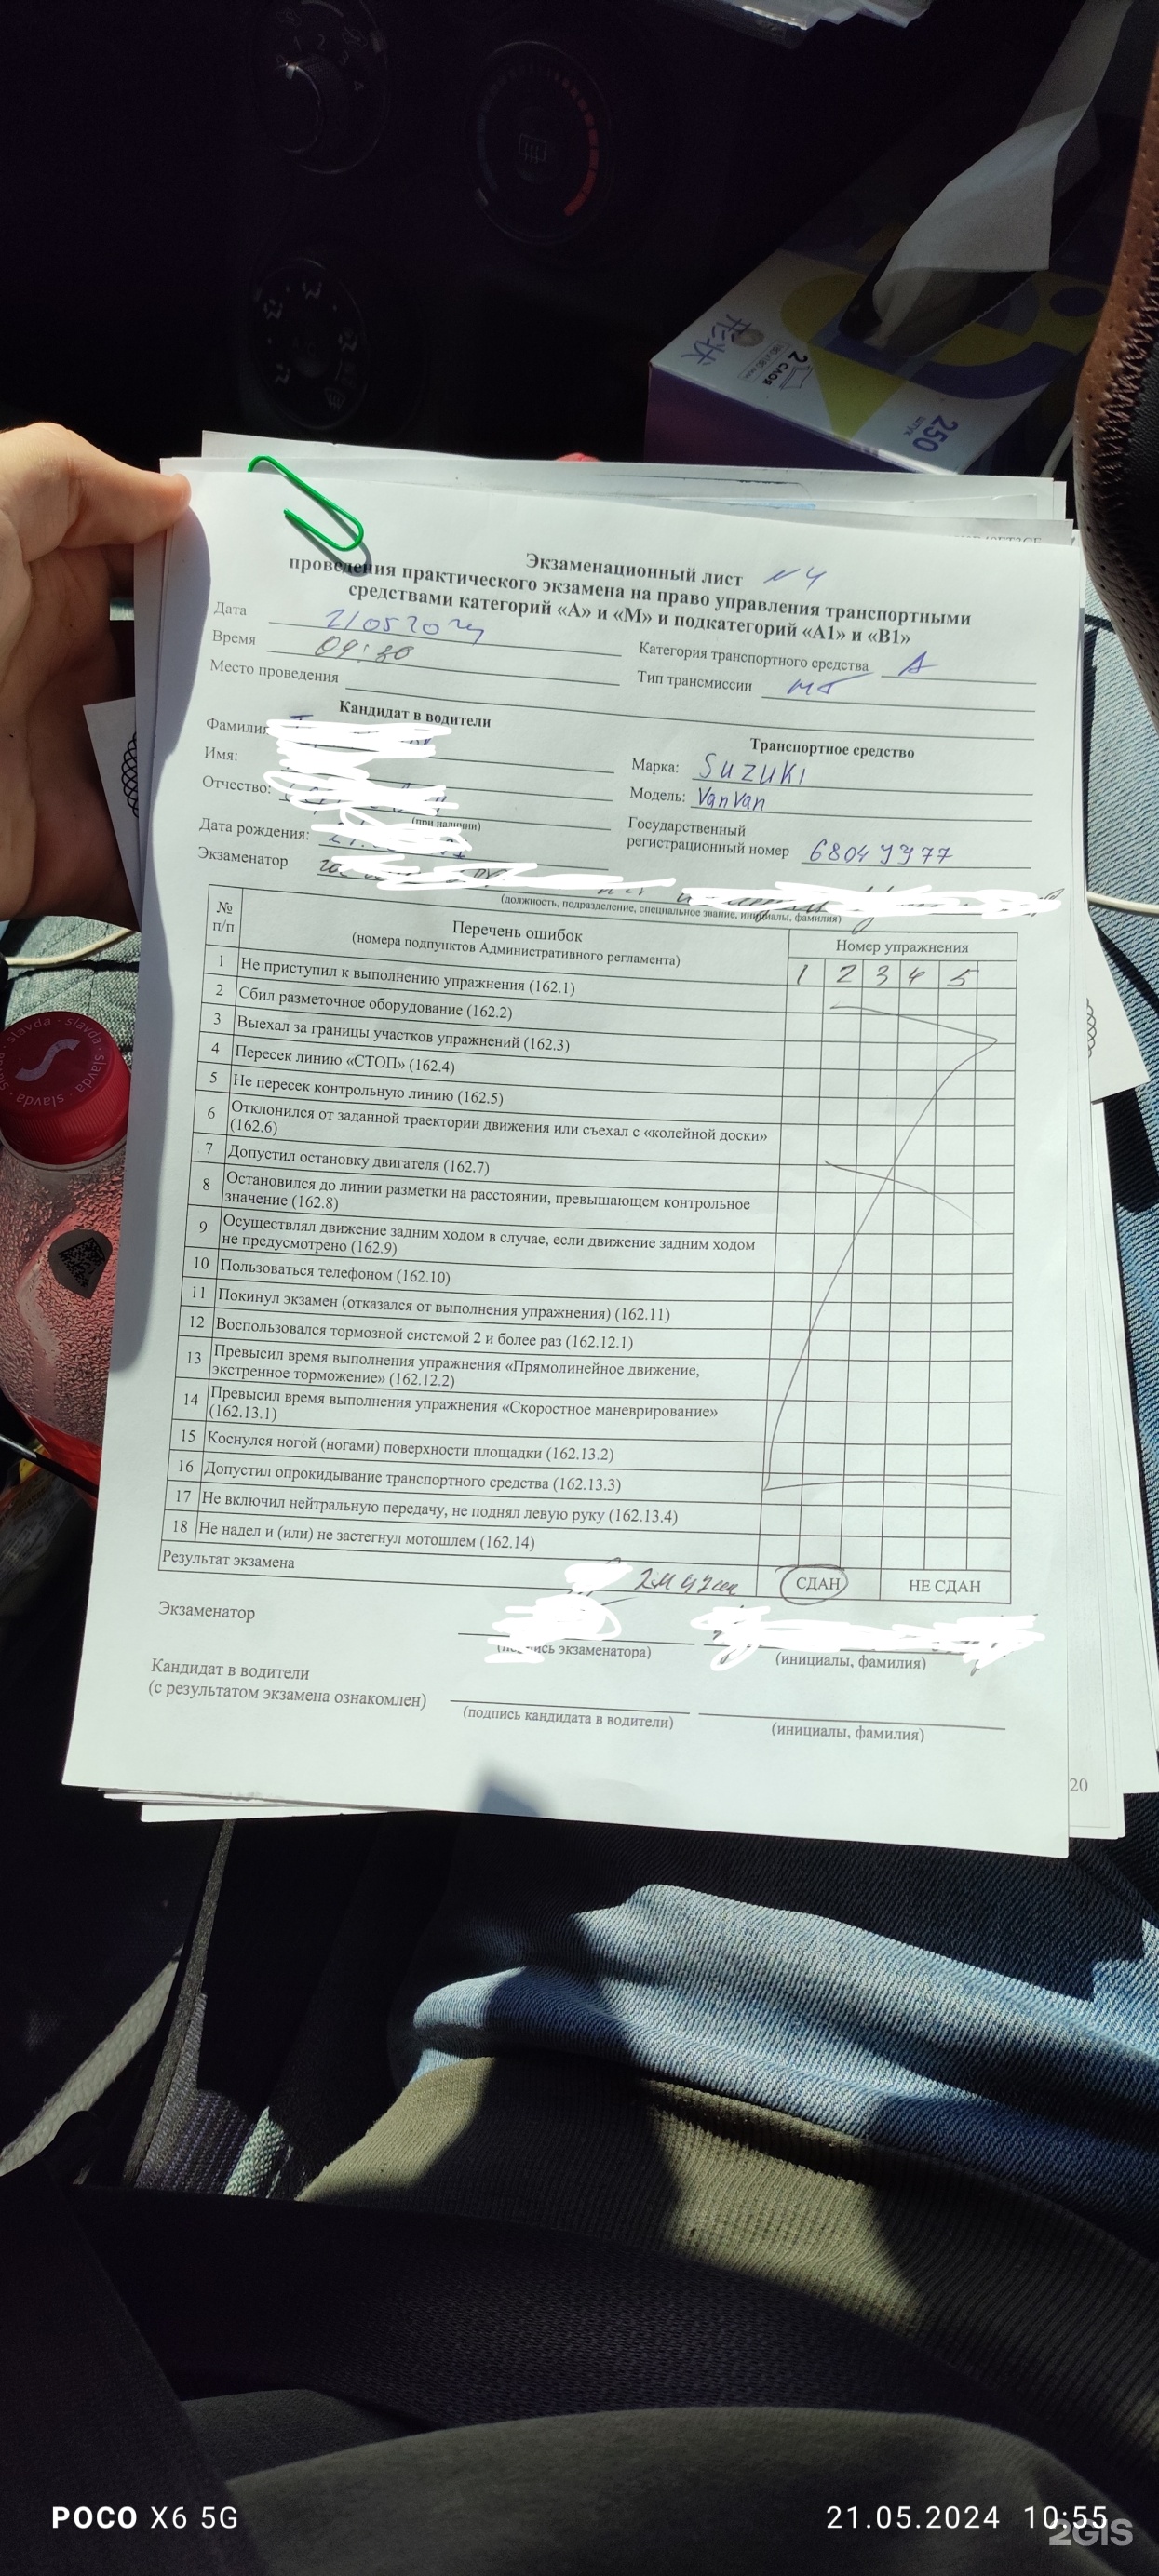 2 СЛОЯ
250
штук
Экзаменационный лист N 4
проведения практического экзамена на право управления транспортными
средствами категорий «А» и «М» и подкатегорий «А1» и «В1»
Дата 21 05 2024
Время 09:30
Категория транспортного средства А
Место проведения
Тип трансмиссии МТ
Кандидат в водители
Транспортное средство
Фамилия
Марка: SUZUKI
Имя:
Модель: VanVan
Отчество:
(при наличии)
Государственный
регистрационный номер
Дата рождения:
Экзаменатор
(должность, подразделение, специальное звание, инициалы, фамилия)
№ п/п
Перечень ошибок
(номера подпунктов Административного регламента)
Номер упражнения
1 2 3 4 5
1 Не приступил к выполнению упражнения (162.1)
2 Сбил разметочное оборудование (162.2)
3 Выехал за границы участков упражнений (162.3)
4 Пересек линию «СТОП» (162.4)
5 Не пересек контрольную линию (162.5)
6 Отклонился от заданной траектории движения или съехал с «колейной доски»
(162.6)
7 Допустил остановку двигателя (162.7)
8 Остановился до линии разметки на расстоянии, превышающем контрольное
значение (162.8)
9 Осуществлял движение задним ходом в случае, если движение задним ходом
не предусмотрено (162.9)
10 Пользоваться телефоном (162.10)
11 Покинул экзамен (отказался от выполнения упражнения) (162.11)
12 Воспользовался тормозной системой 2 и более раз (162.12.1)
13 Превысил время выполнения упражнения «Прямолинейное движение,
экстренное торможение» (162.12.2)
14 Превысил время выполнения упражнения «Скоростное маневрирование»
(162.13.1)
15 Коснулся ногой (ногами) поверхности площадки (162.13.2)
16 Допустил опрокидывание транспортного средства (162.13.3)
17 Не включил нейтральную передачу, не поднял левую руку (162.13.4)
18 Не надел и (или) не застегнул мотошлем (162.14)
Результат экзамена СДАН НЕ СДАН
Экзаменатор
экзаменатора)
(инициалы, фамилия)
Кандидат в водители
(с результатом экзамена ознакомлен)
(подпись кандидата в водители)
(инициалы, фамилия)
20
slavda · slavda
POCO X6 5G
21.05.2024 10:55
2GIS